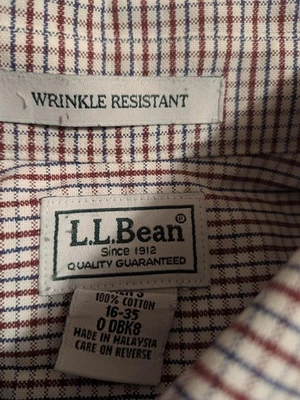 WRINKLE RESISTANT
L.L.Bean®
Since 1912
QUALITY GUARANTEED
100% COTTON
16-35
0 DBK8
MADE IN MALAYSIA
CARE ON REVERSE